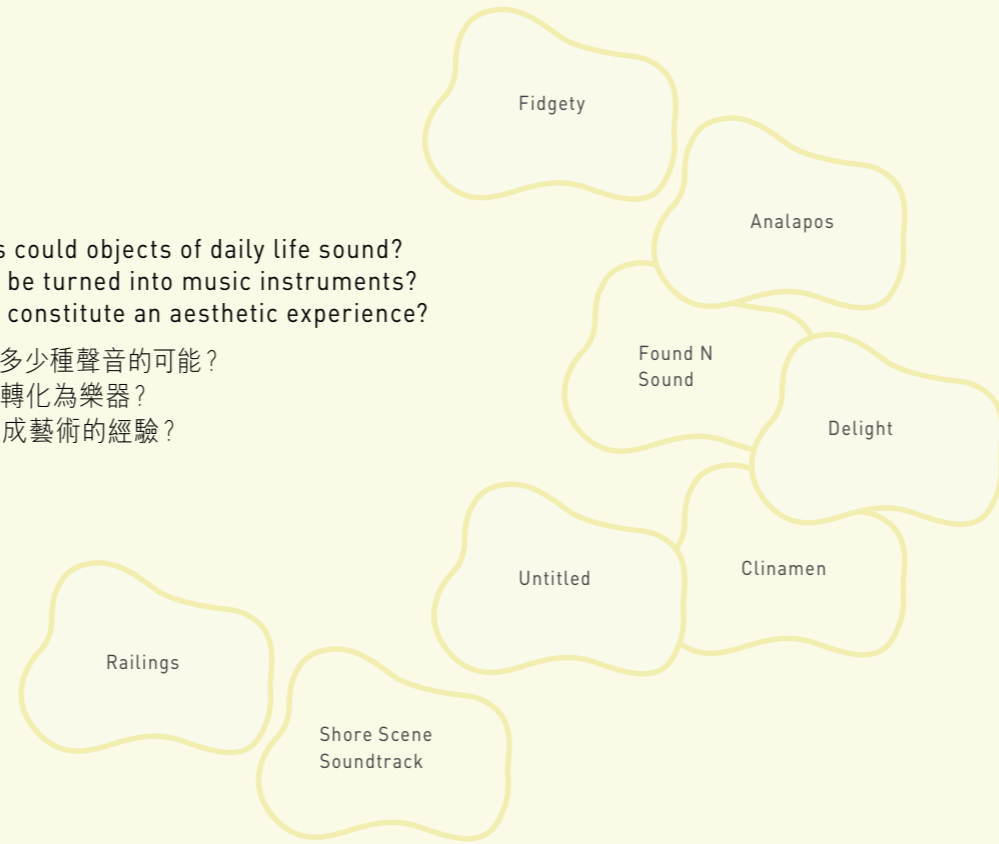 Fidgety
Analapos
s could objects of daily life sound?
be turned into music instruments?
constitute an aesthetic experience?
多少種聲音的可能？
轉化為樂器？
成藝術的經驗？
Found N
Sound
Delight
Untitled
Clinamen
Railings
Shore Scene
Soundtrack